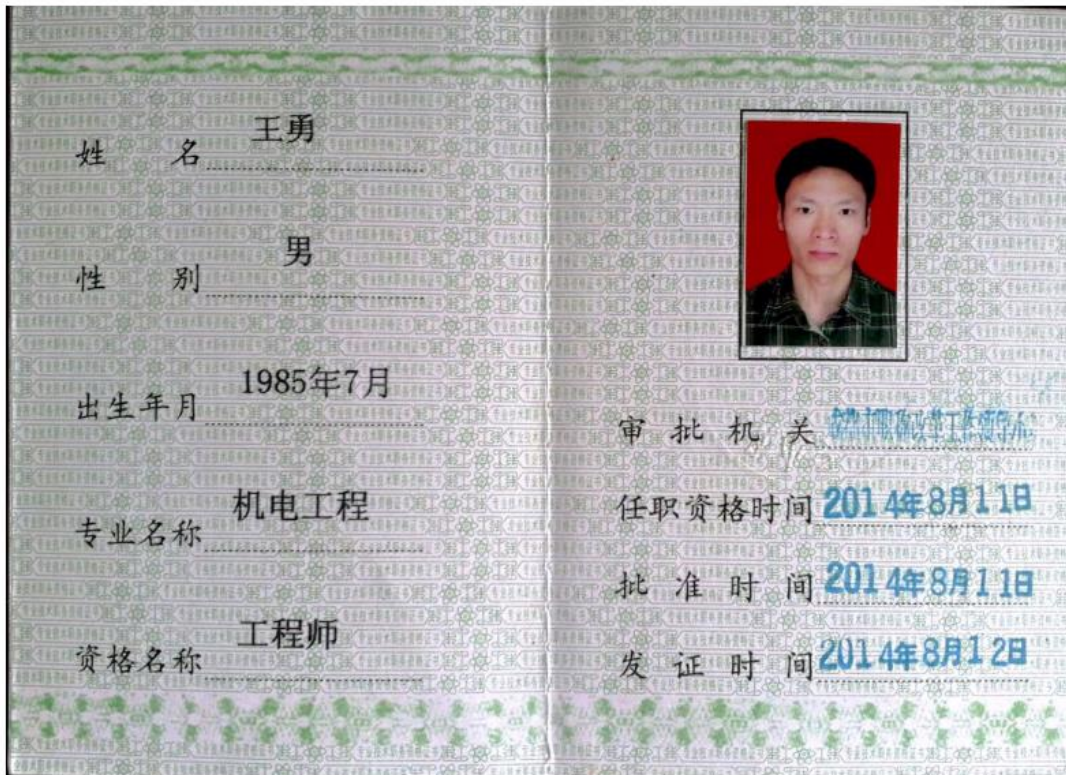 姓 名 王勇
性 别 男
出生年月 1985年7月
专业名称 机电工程
资格名称 工程师
审 批 机 关
任职资格时间 2014年8月11日
批 准 时 间 2014年8月11日
发 证 时 间 2014年8月12日